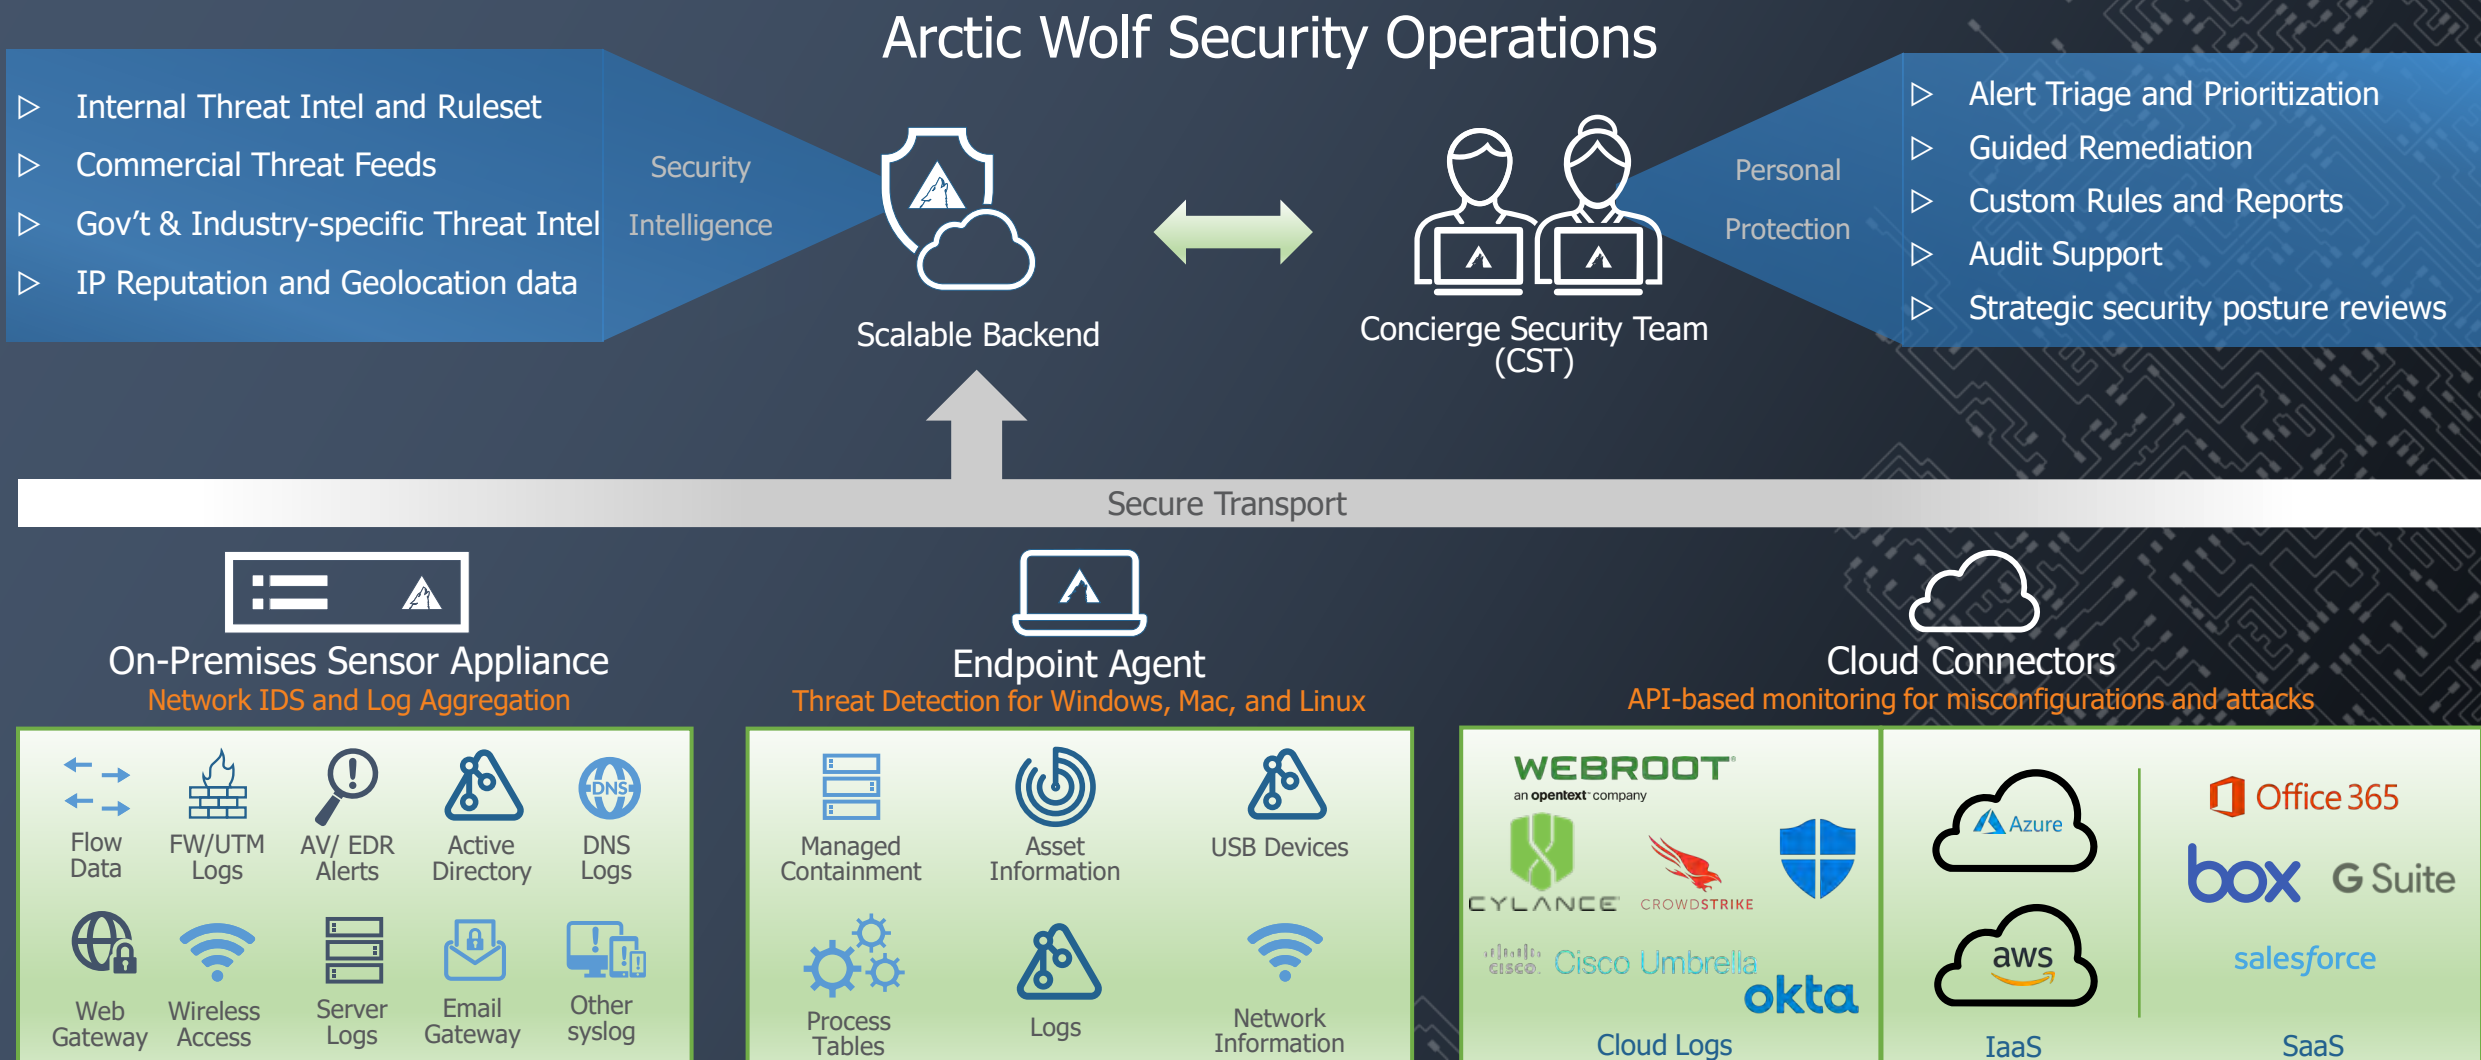 Arctic Wolf Security Operations
▷ Internal Threat Intel and Ruleset
▷ Commercial Threat Feeds
▷ Gov't & Industry-specific Threat Intel
▷ IP Reputation and Geolocation data
Security
Intelligence
Scalable Backend
Concierge Security Team
(CST)
Personal
Protection
▷ Alert Triage and Prioritization
▷ Guided Remediation
▷ Custom Rules and Reports
▷ Audit Support
▷ Strategic security posture reviews
Secure Transport
On-Premises Sensor Appliance
Network IDS and Log Aggregation
Flow
Data
FW/UTM
Logs
AV/ EDR
Alerts
Active
Directory
DNS
DNS
Logs
Web
Gateway
Wireless
Access
Server
Logs
Email
Gateway
Other
syslog
Endpoint Agent
Threat Detection for Windows, Mac, and Linux
Managed
Containment
Asset
Information
USB Devices
Process
Tables
Logs
Network
Information
Cloud Connectors
API-based monitoring for misconfigurations and attacks
WEBROOT®
an opentext™ company
CYLANCE
CROWDSTRIKE
CISCO.
Cisco Umbrella
okta
Cloud Logs
Azure
aws
IaaS
Office 365
box
G Suite
salesforce
SaaS